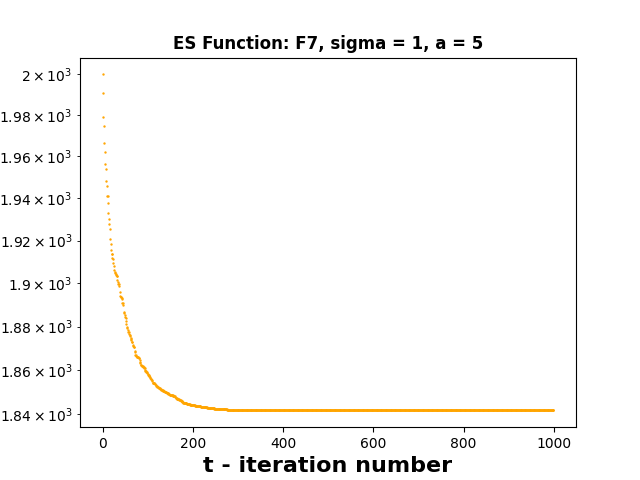 ES Function: F7, sigma = 1, a = 5
2 × 10³
1.98 × 10³
1.96 × 10³
1.94 × 10³
1.92 × 10³
1.9 × 10³
1.88 × 10³
1.86 × 10³
1.84 × 10³
0 200 400 600 800 1000
t - iteration number